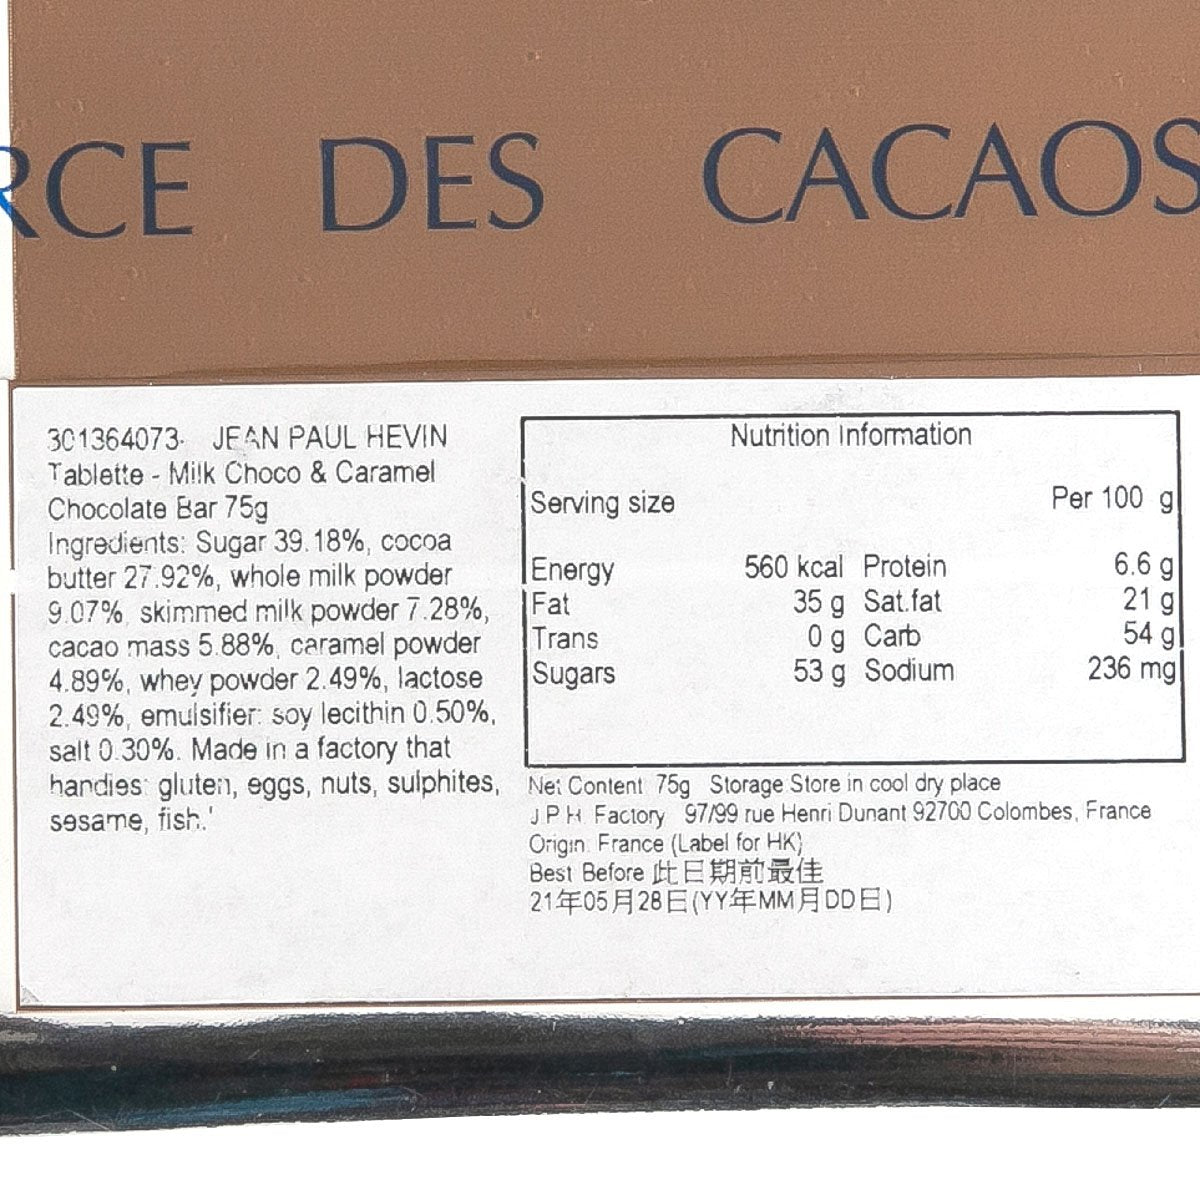 RCE DES CACAOS
301364073- JEAN PAUL HEVIN
Tablette - Milk Choco & Caramel
Chocolate Bar 75g
Ingredients: Sugar 39.18%, cocoa
butter 27.92%, whole milk powder
9.07%, skimmed milk powder 7.28%,
cacao mass 5.88%, caramel powder
4.89%, whey powder 2.49%, lactose
2.49%, emulsifier: soy lecithin 0.50%,
salt 0.30%. Made in a factory that
handles: gluten, eggs, nuts, sulphites,
sesame, fish.'
Nutrition Information
Serving size Per 100 g
Energy 560 kcal Protein 6.6 g
Fat 35 g Sat.fat 21 g
Trans 0 g Carb 54 g
Sugars 53 g Sodium 236 mg
Net Content: 75g Storage:Store in cool dry place
J.P.H. Factory 97/99 rue Henri Dunant 92700 Colombes, France
Origin: France (Label for HK)
Best Before 此日期前最佳
21年05月28日(YY年MM月DD日)